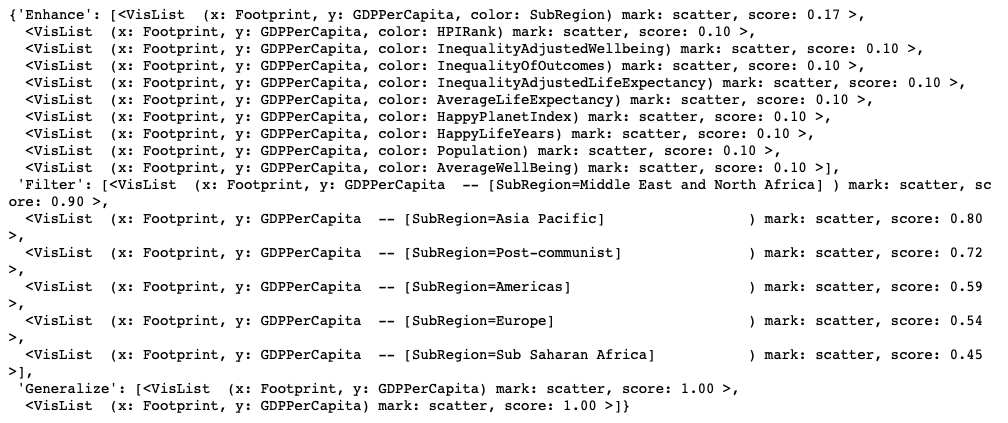 {'Enhance': [<VisList  (x: Footprint, y: GDPPerCapita, color: SubRegion) mark: scatter, score: 0.17 >,
  <VisList  (x: Footprint, y: GDPPerCapita, color: HPIRank) mark: scatter, score: 0.10 >,
  <VisList  (x: Footprint, y: GDPPerCapita, color: InequalityAdjustedWellbeing) mark: scatter, score: 0.10 >,
  <VisList  (x: Footprint, y: GDPPerCapita, color: InequalityOfOutcomes) mark: scatter, score: 0.10 >,
  <VisList  (x: Footprint, y: GDPPerCapita, color: InequalityAdjustedLifeExpectancy) mark: scatter, score: 0.10 >,
  <VisList  (x: Footprint, y: GDPPerCapita, color: AverageLifeExpectancy) mark: scatter, score: 0.10 >,
  <VisList  (x: Footprint, y: GDPPerCapita, color: HappyPlanetIndex) mark: scatter, score: 0.10 >,
  <VisList  (x: Footprint, y: GDPPerCapita, color: HappyLifeYears) mark: scatter, score: 0.10 >,
  <VisList  (x: Footprint, y: GDPPerCapita, color: Population) mark: scatter, score: 0.10 >,
  <VisList  (x: Footprint, y: GDPPerCapita, color: AverageWellBeing) mark: scatter, score: 0.10 >],
 'Filter': [<VisList  (x: Footprint, y: GDPPerCapita  -- [SubRegion=Middle East and North Africa] ) mark: scatter, sc
ore: 0.90 >,
  <VisList  (x: Footprint, y: GDPPerCapita  -- [SubRegion=Asia Pacific]                 ) mark: scatter, score: 0.80
>,
  <VisList  (x: Footprint, y: GDPPerCapita  -- [SubRegion=Post-communist]               ) mark: scatter, score: 0.72
>,
  <VisList  (x: Footprint, y: GDPPerCapita  -- [SubRegion=Americas]                     ) mark: scatter, score: 0.59
>,
  <VisList  (x: Footprint, y: GDPPerCapita  -- [SubRegion=Europe]                       ) mark: scatter, score: 0.54
>,
  <VisList  (x: Footprint, y: GDPPerCapita  -- [SubRegion=Sub Saharan Africa]           ) mark: scatter, score: 0.45
>],
 'Generalize': [<VisList  (x: Footprint, y: GDPPerCapita) mark: scatter, score: 1.00 >,
  <VisList  (x: Footprint, y: GDPPerCapita) mark: scatter, score: 1.00 >]}